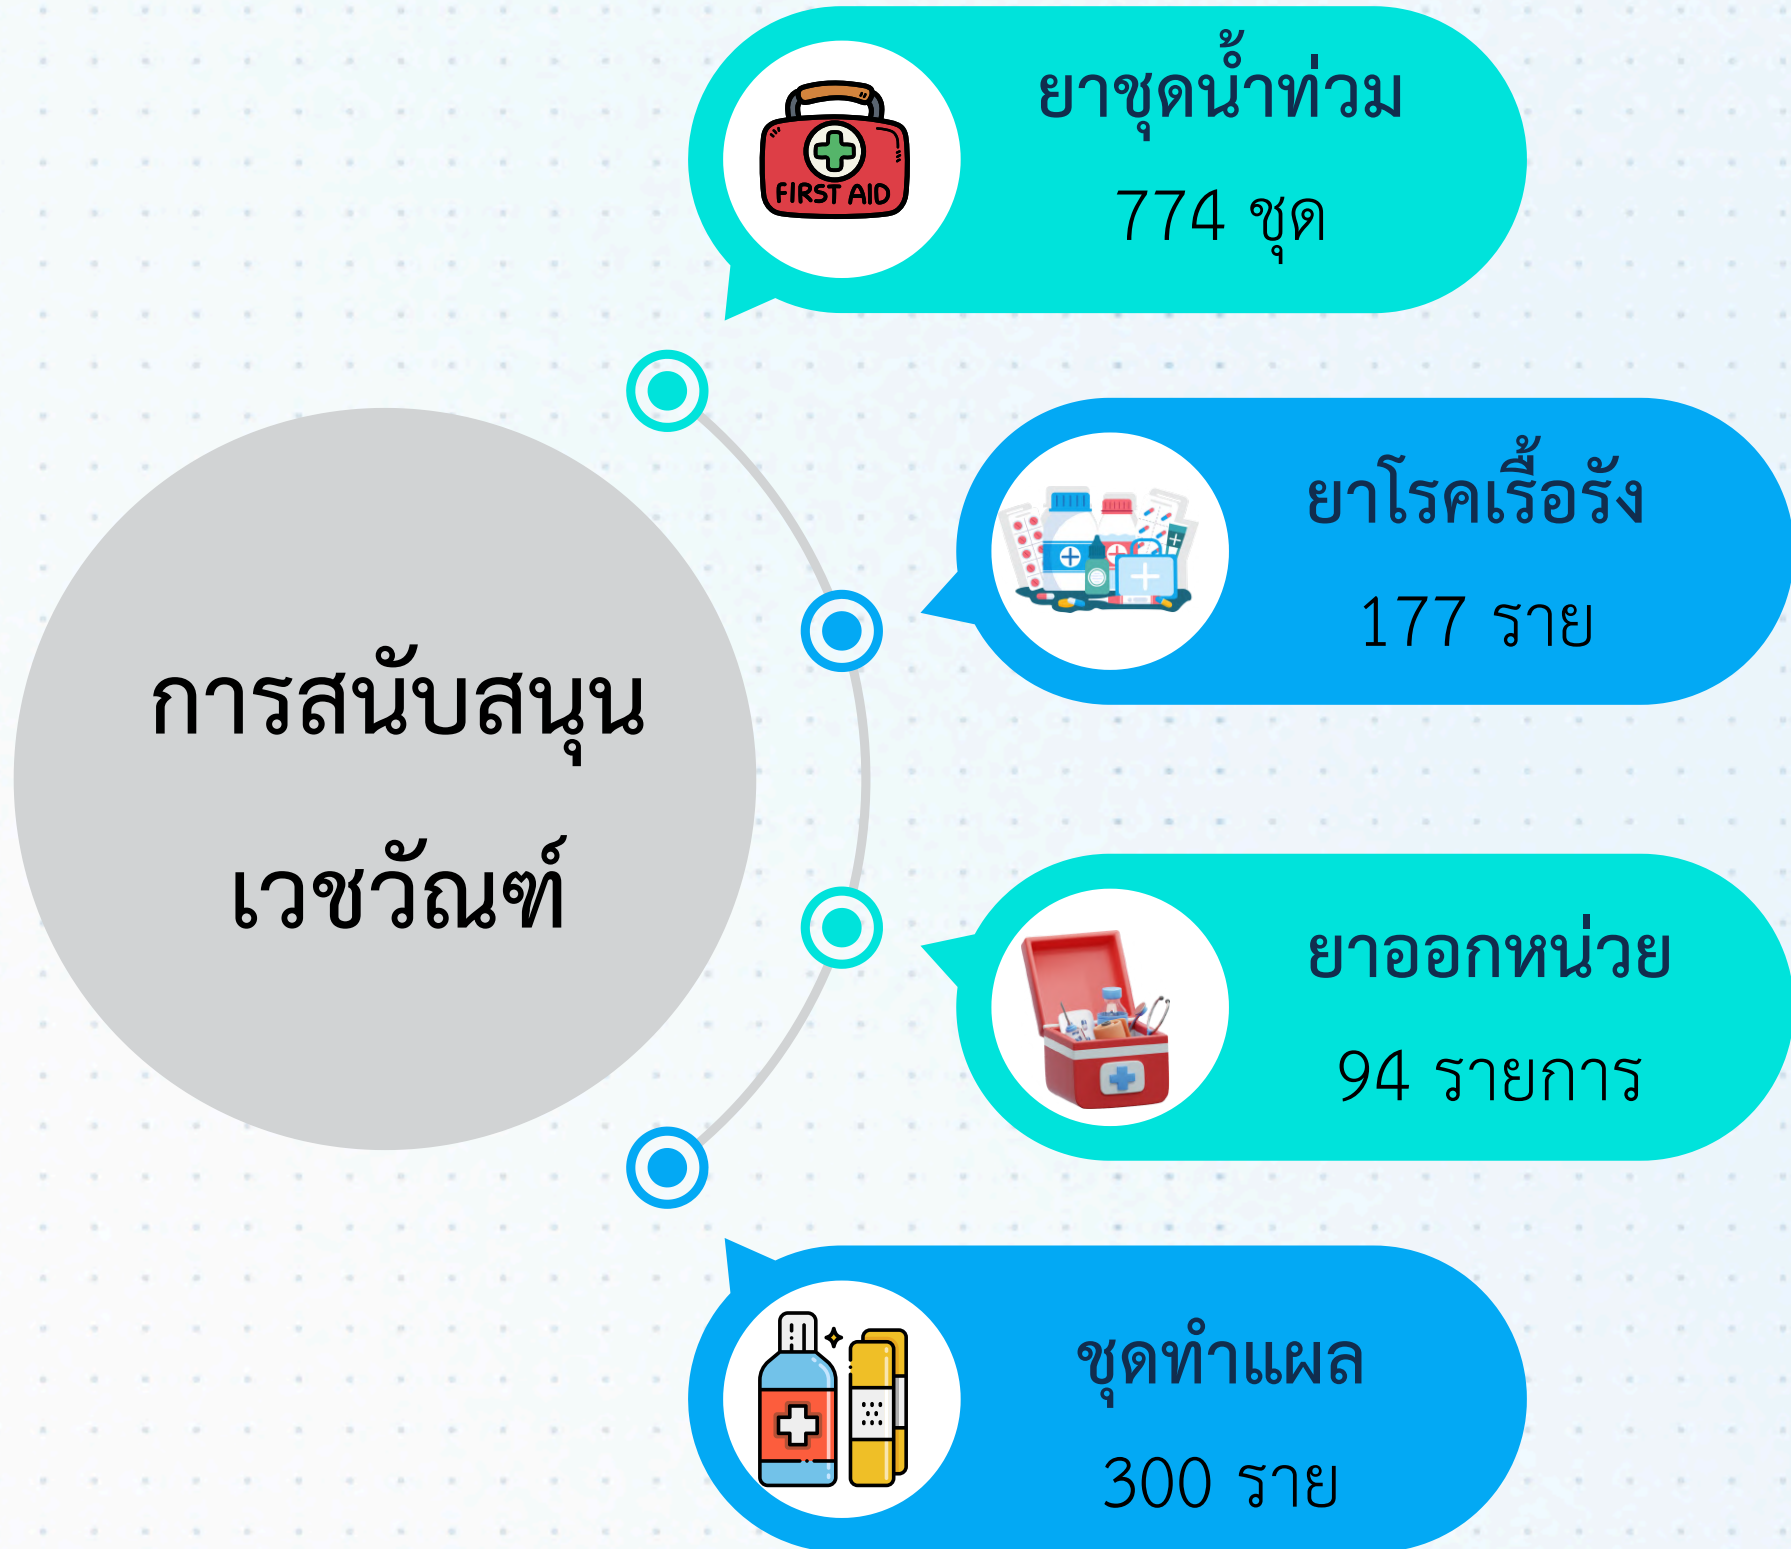 ยาชุดน้ำท่วม
774 ชุด
FIRST AID
ยาโรคเรื้อรัง
177 ราย
การสนับสนุน
เวชวัณฑ์
ยาออกหน่วย
94 รายการ
ชุดทำแผล
300 ราย